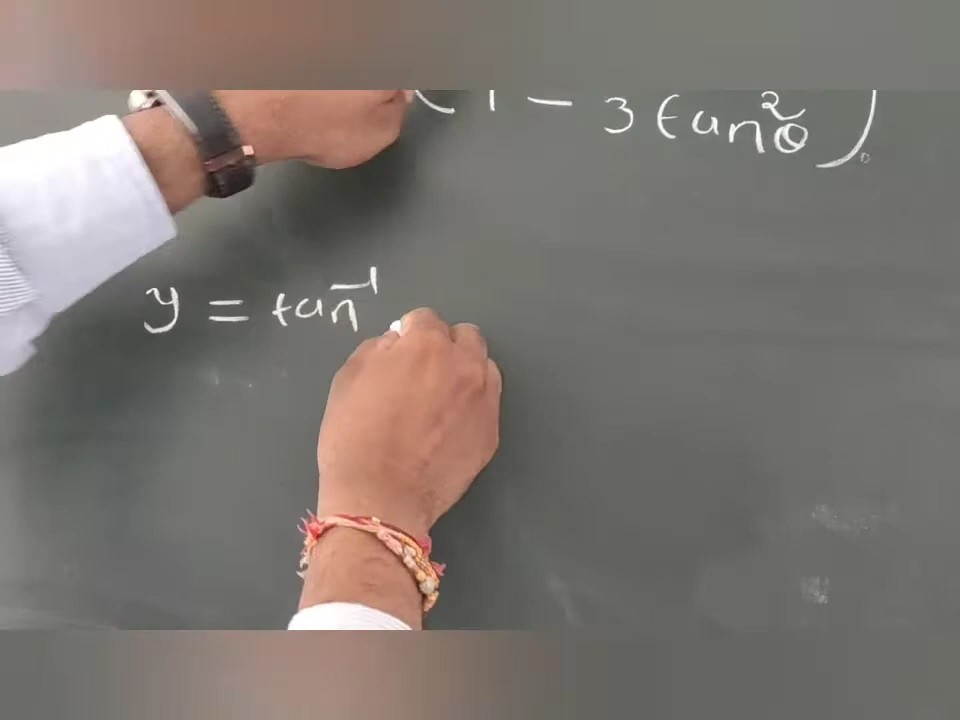 (1 - 3 tan²θ)
y = tan⁻¹